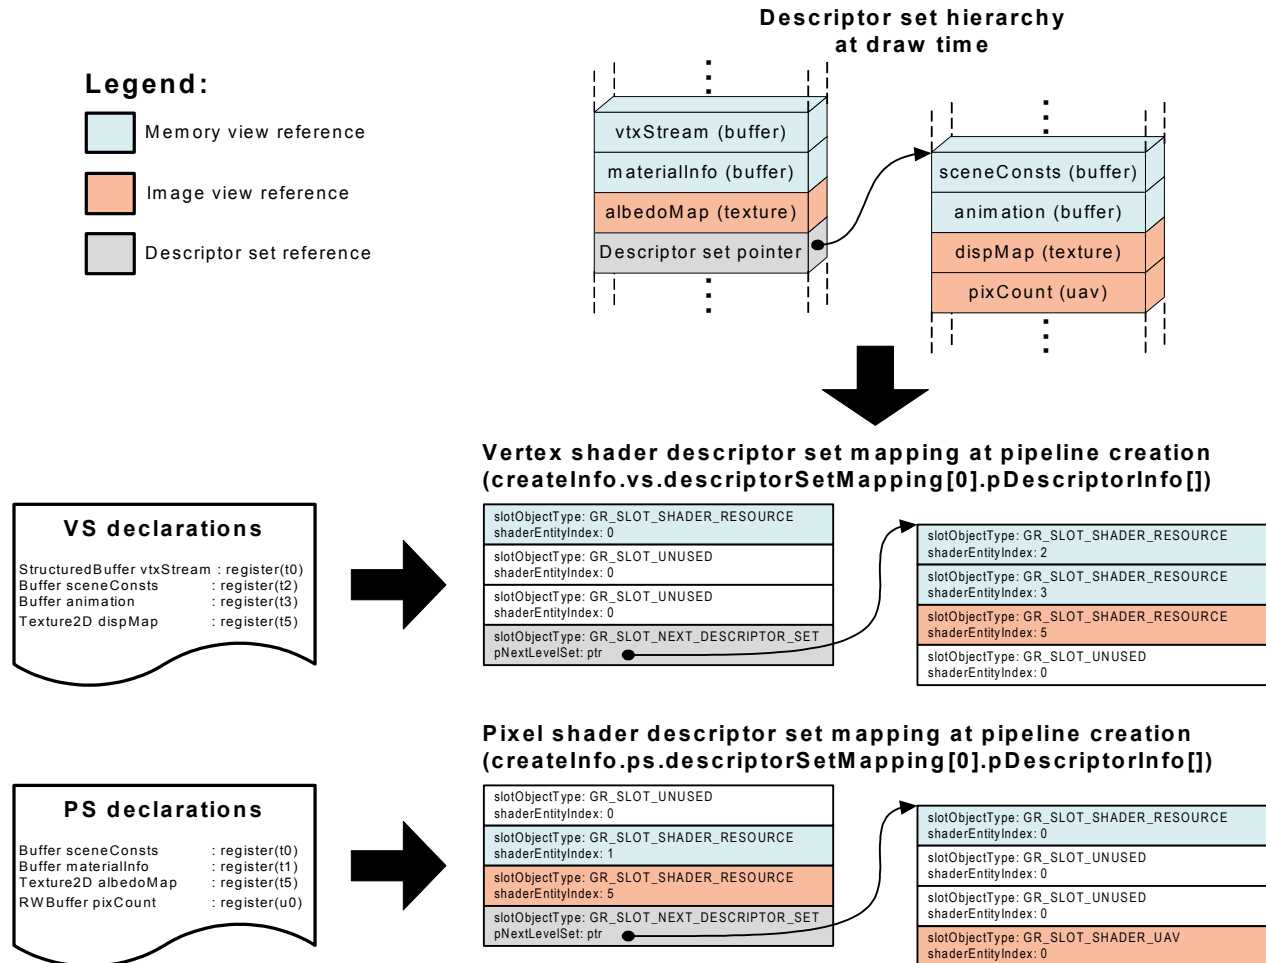 Descriptor set hierarchy
at draw time
Legend:
Memory view reference
Image view reference
Descriptor set reference
vtxStream (buffer)
materialInfo (buffer)
albedoMap (texture)
Descriptor set pointer
sceneConsts (buffer)
animation (buffer)
dispMap (texture)
pixCount (uav)
Vertex shader descriptor set mapping at pipeline creation
(createInfo.vs.descriptorSetMapping[0].pDescriptorInfo[])
VS declarations
StructuredBuffer vtxStream : register(t0)
Buffer sceneConsts : register(t2)
Buffer animation : register(t3)
Texture2D dispMap : register(t5)
slotObjectType: GR_SLOT_SHADER_RESOURCE
shaderEntityIndex: 0
slotObjectType: GR_SLOT_UNUSED
shaderEntityIndex: 0
slotObjectType: GR_SLOT_UNUSED
shaderEntityIndex: 0
slotObjectType: GR_SLOT_NEXT_DESCRIPTOR_SET
pNextLevelSet: ptr
slotObjectType: GR_SLOT_SHADER_RESOURCE
shaderEntityIndex: 2
slotObjectType: GR_SLOT_SHADER_RESOURCE
shaderEntityIndex: 3
slotObjectType: GR_SLOT_SHADER_RESOURCE
shaderEntityIndex: 5
slotObjectType: GR_SLOT_UNUSED
shaderEntityIndex: 0
Pixel shader descriptor set mapping at pipeline creation
(createInfo.ps.descriptorSetMapping[0].pDescriptorInfo[])
PS declarations
Buffer sceneConsts : register(t0)
Buffer materialInfo : register(t1)
Texture2D albedoMap : register(t5)
RWBuffer pixCount : register(u0)
slotObjectType: GR_SLOT_UNUSED
shaderEntityIndex: 0
slotObjectType: GR_SLOT_SHADER_RESOURCE
shaderEntityIndex: 1
slotObjectType: GR_SLOT_SHADER_RESOURCE
shaderEntityIndex: 5
slotObjectType: GR_SLOT_NEXT_DESCRIPTOR_SET
pNextLevelSet: ptr
slotObjectType: GR_SLOT_SHADER_RESOURCE
shaderEntityIndex: 0
slotObjectType: GR_SLOT_UNUSED
shaderEntityIndex: 0
slotObjectType: GR_SLOT_UNUSED
shaderEntityIndex: 0
slotObjectType: GR_SLOT_SHADER_UAV
shaderEntityIndex: 0